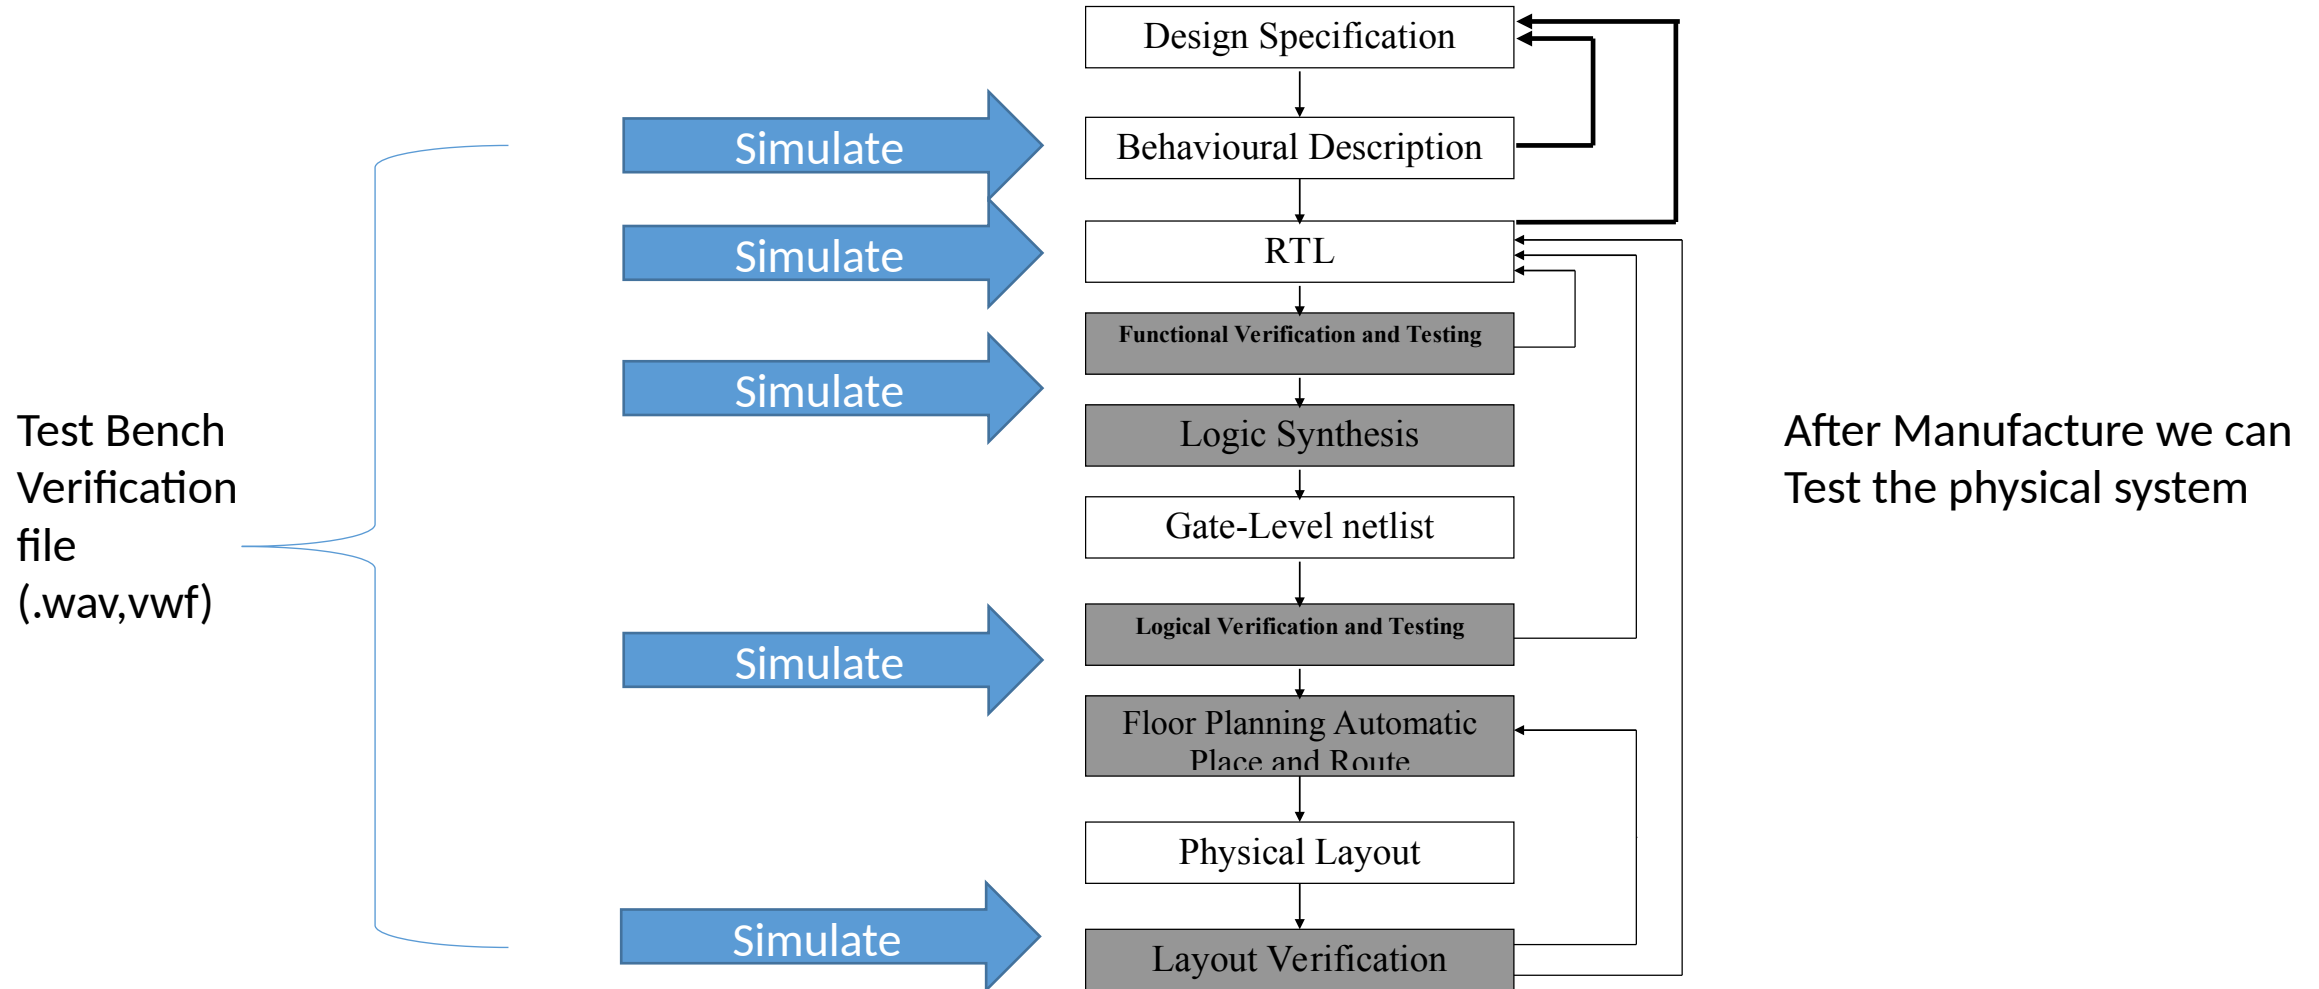 Design Specification
Simulate
Behavioural Description
Simulate
RTL
Functional Verification and Testing
Simulate
Logic Synthesis
Test Bench
Verification
file
(.wav,vwf)
After Manufacture we can
Test the physical system
Gate-Level netlist
Logical Verification and Testing
Simulate
Floor Planning Automatic
Place and Route
Physical Layout
Simulate
Layout Verification